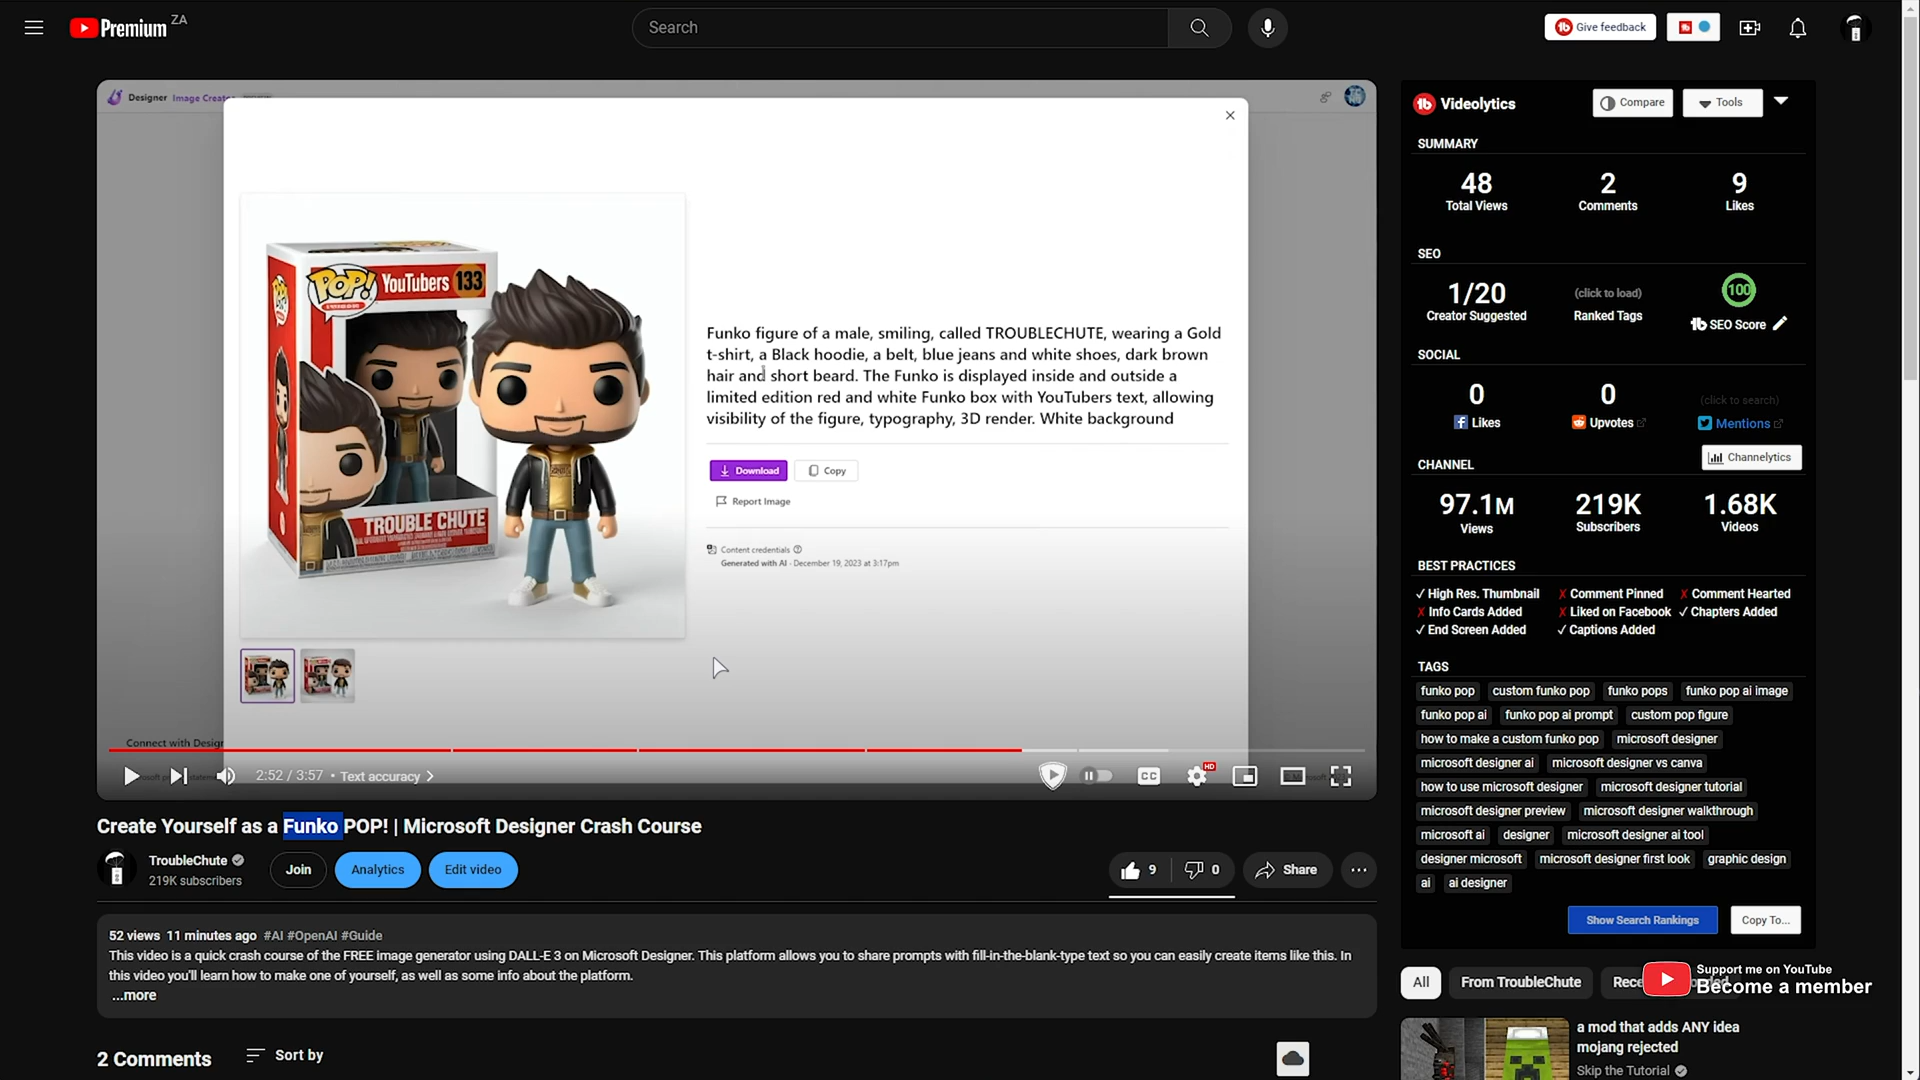 Premium ZA
Search
Give feedback
Designer Image Creator
×
POP! YouTubers 133
TROUBLE CHUTE
Funko figure of a male, smiling, called TROUBLECHUTE, wearing a Gold
t-shirt, a Black hoodie, a belt, blue jeans and white shoes, dark brown
hair and short beard. The Funko is displayed inside and outside a
limited edition red and white Funko box with YouTubers text, allowing
visibility of the figure, typography, 3D render. White background
Download Copy
Report Image
Content credentials
Generated with AI - December 19, 2023 at 3:17pm
Connect with Design
2:52 / 3:57 • Text accuracy
CC HD
Create Yourself as a Funko POP! | Microsoft Designer Crash Course
TroubleChute
219K subscribers
Join
Analytics
Edit video
9
0
Share
52 views 11 minutes ago #AI #OpenAI #Guide
This video is a quick crash course of the FREE image generator using DALL-E 3 on Microsoft Designer. This platform allows you to share prompts with fill-in-the-blank-type text so you can easily create items like this. In
this video you'll learn how to make one of yourself, as well as some info about the platform.
...more
2 Comments
Sort by
Videolytics
Compare
Tools
SUMMARY
48 2 9
Total Views Comments Likes
SEO
1/20 (click to load) 100
Creator Suggested Ranked Tags SEO Score
SOCIAL
0 0 (click to search)
Likes Upvotes Mentions
CHANNEL Channelytics
97.1M 219K 1.68K
Views Subscribers Videos
BEST PRACTICES
✓ High Res. Thumbnail ✗ Comment Pinned ✗ Comment Hearted
✗ Info Cards Added ✗ Liked on Facebook ✓ Chapters Added
✓ End Screen Added ✓ Captions Added
TAGS
funko pop custom funko pop funko pops funko pop ai image
funko pop ai funko pop ai prompt custom pop figure
how to make a custom funko pop microsoft designer
microsoft designer ai microsoft designer vs canva
how to use microsoft designer microsoft designer tutorial
microsoft designer preview microsoft designer walkthrough
microsoft ai designer microsoft designer ai tool
designer microsoft microsoft designer first look graphic design
ai ai designer
Show Search Rankings Copy To...
All From TroubleChute
Support me on YouTube
Become a member
a mod that adds ANY idea
mojang rejected
Skip the Tutorial